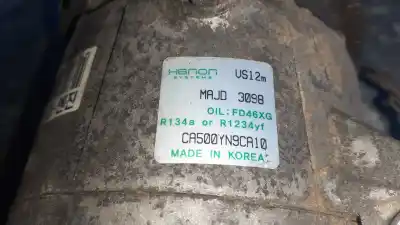 HANON VS12m
SYSTEMS
MAJD 3098
OIL:FD46XG
R134a or R1234yf
CA500YN9CA10
MADE IN KOREA